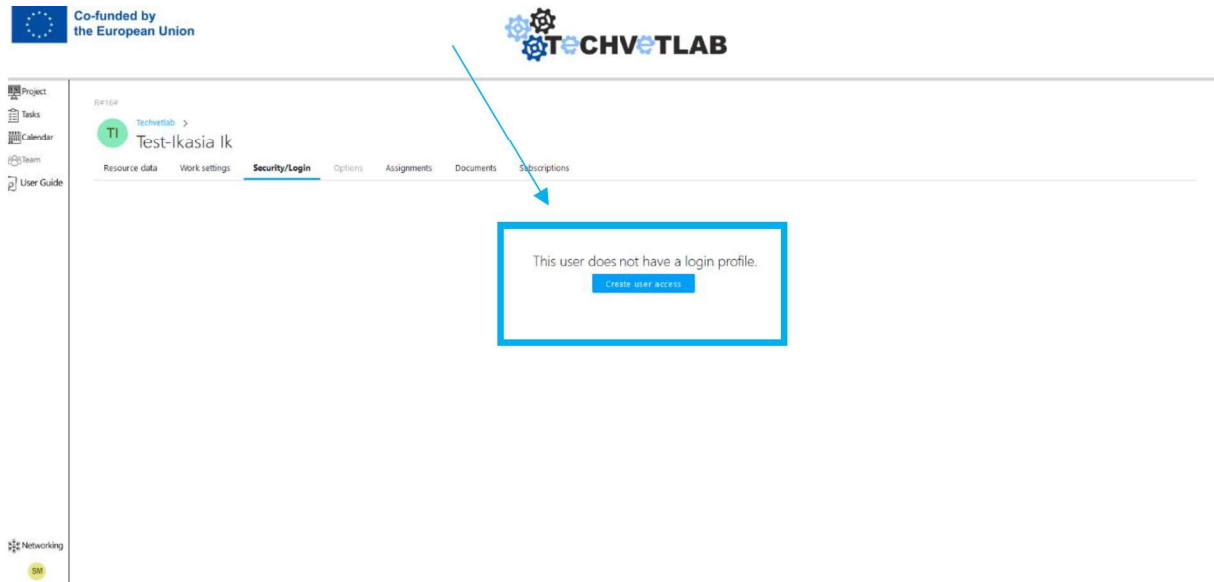 Co-funded by
the European Union
TECHVETLAB
Project
Tasks
Calendar
Team
User Guide
R#16#
Techvetlab >
TI
Test-Ikasia Ik
Resource data Work settings Security/Login Options Assignments Documents Subscriptions
This user does not have a login profile.
Create user access
Networking
SM